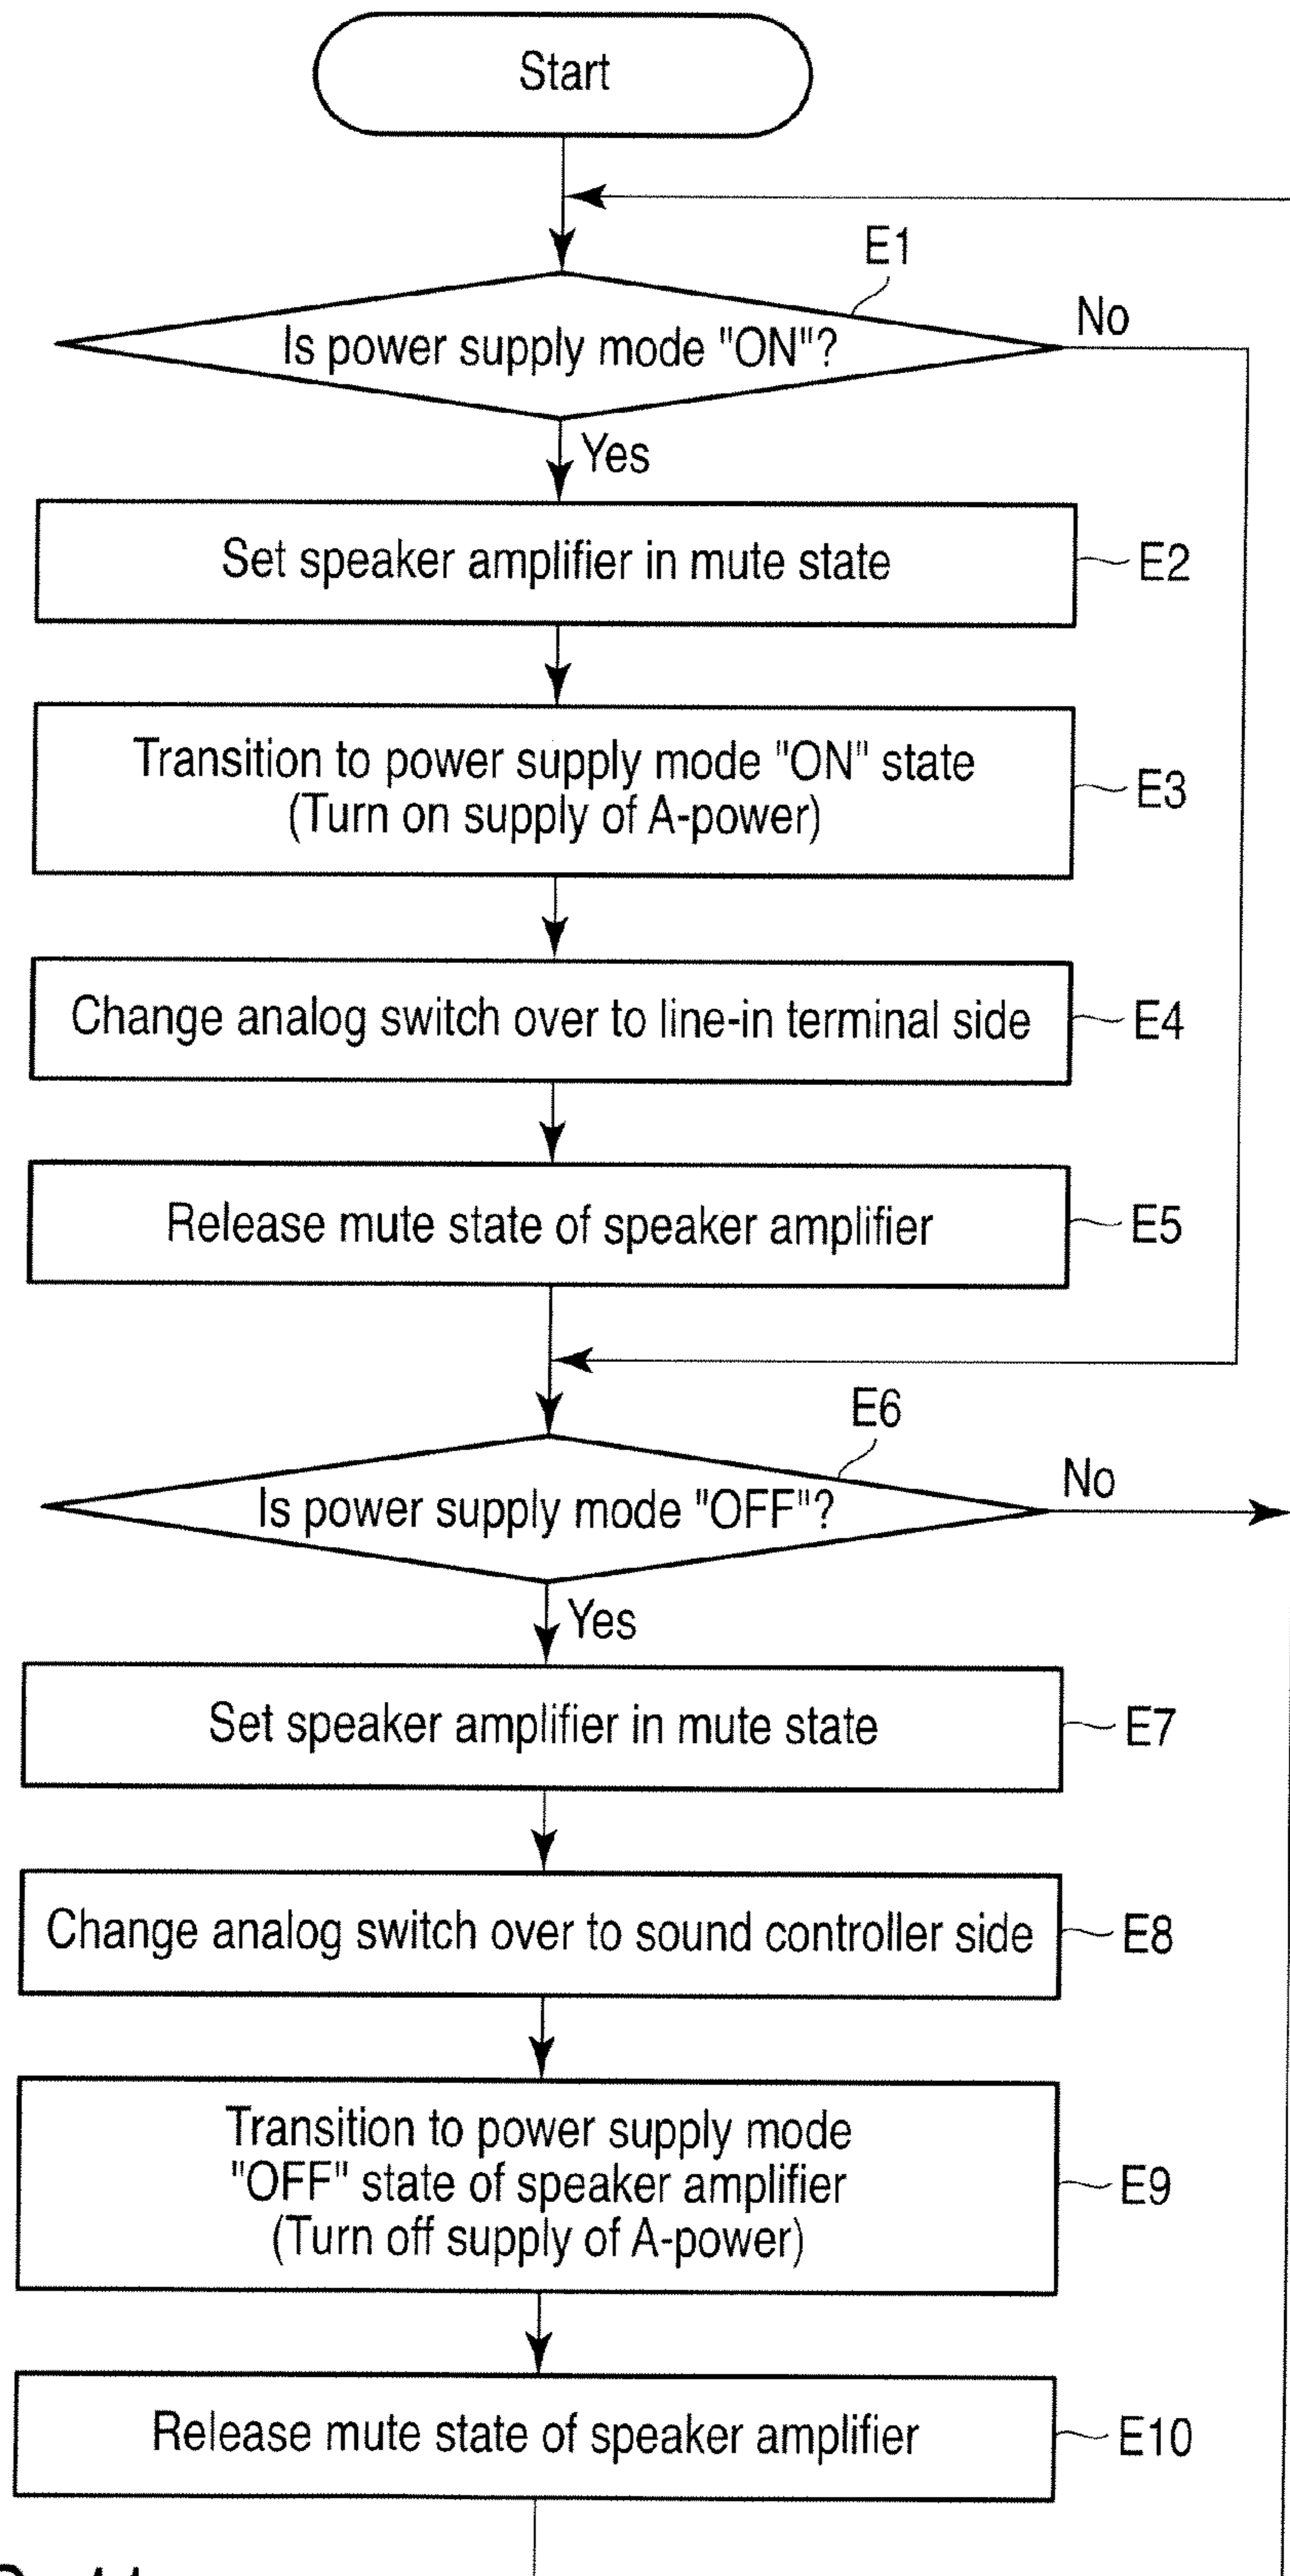 Start
E1
Is power supply mode "ON"?
No
Yes
Set speaker amplifier in mute state
E2
Transition to power supply mode "ON" state
(Turn on supply of A-power)
E3
Change analog switch over to line-in terminal side
E4
Release mute state of speaker amplifier
E5
E6
Is power supply mode "OFF"?
No
Yes
Set speaker amplifier in mute state
E7
Change analog switch over to sound controller side
E8
Transition to power supply mode
"OFF" state of speaker amplifier
(Turn off supply of A-power)
E9
Release mute state of speaker amplifier
E10